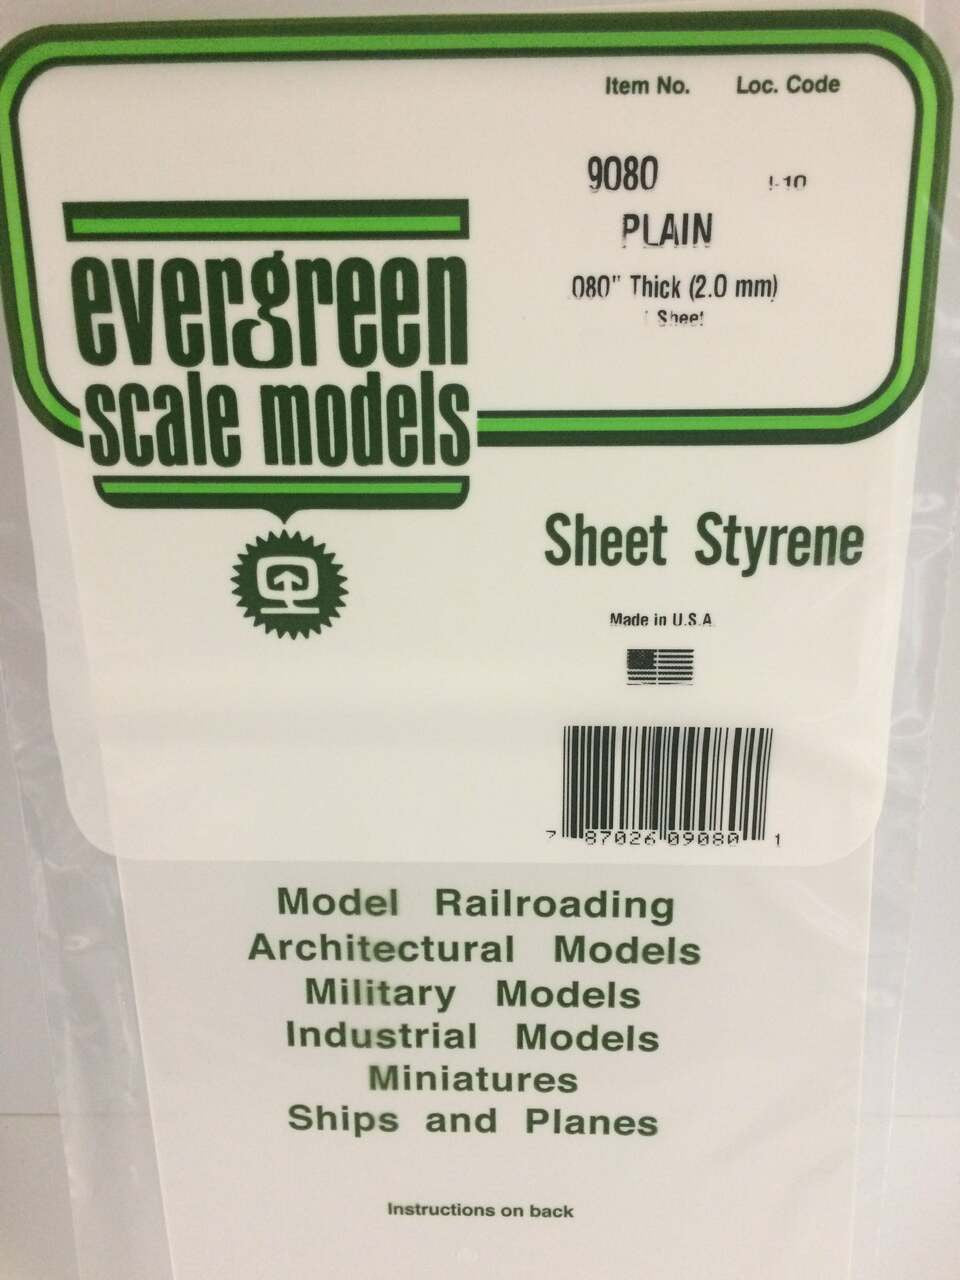 Item No. Loc. Code
9080
PLAIN
.080" Thick (2.0 mm)
Sheet
evergreen
scale models
Sheet Styrene
Made in U.S.A.
7 87026 09080 1
Model Railroading
Architectural Models
Military Models
Industrial Models
Miniatures
Ships and Planes
Instructions on back